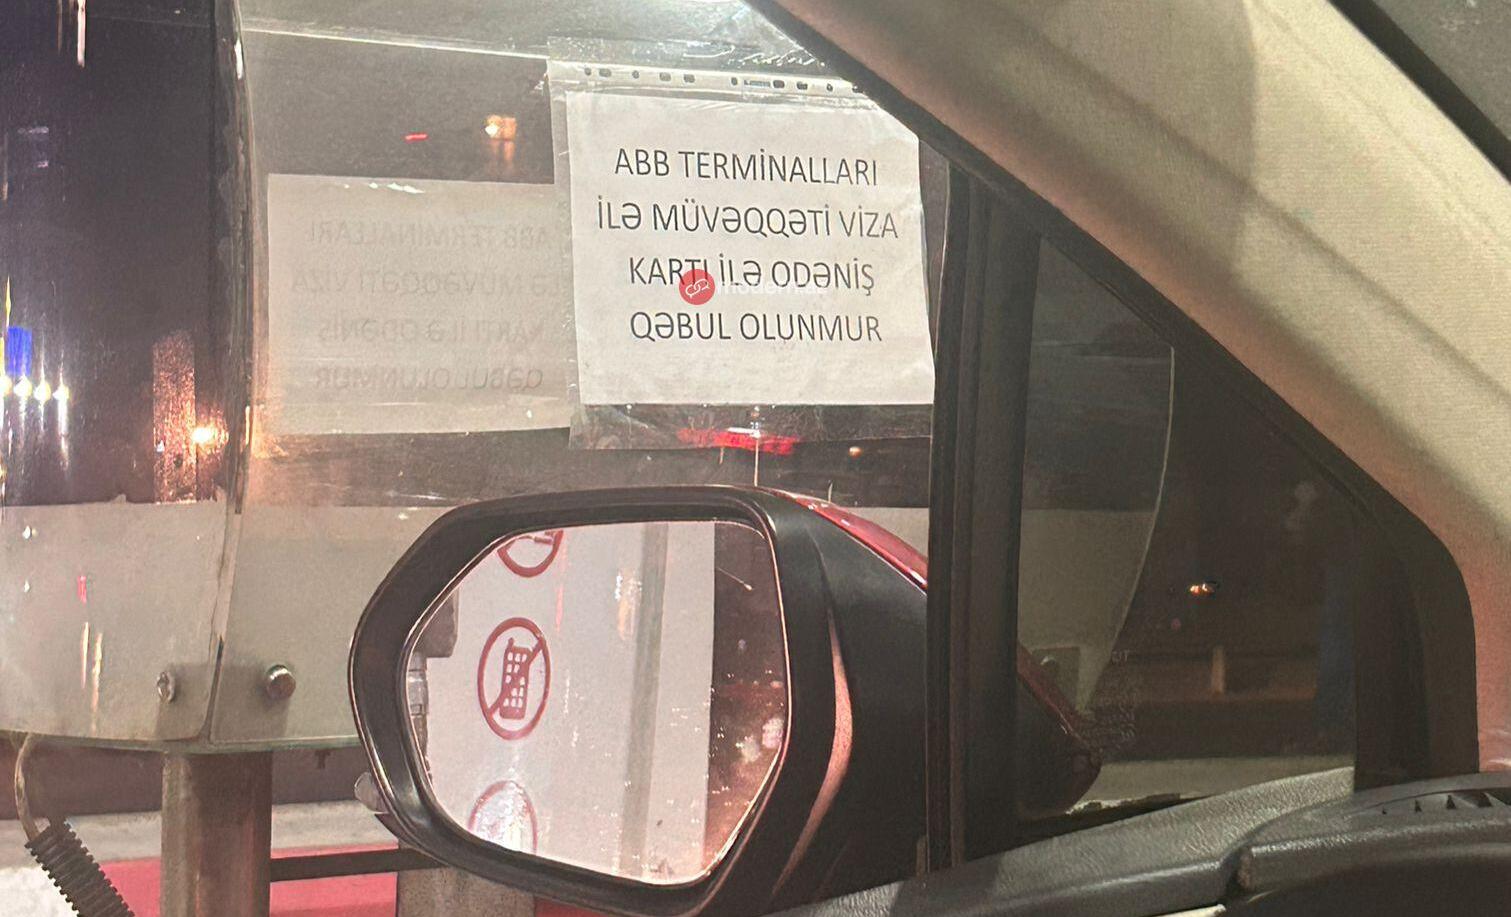 ABB TERMİNALLARI
İLƏ MÜVƏQQƏTİ VİZA
KARTI İLƏ ODƏNİŞ
QƏBUL OLUNMUR